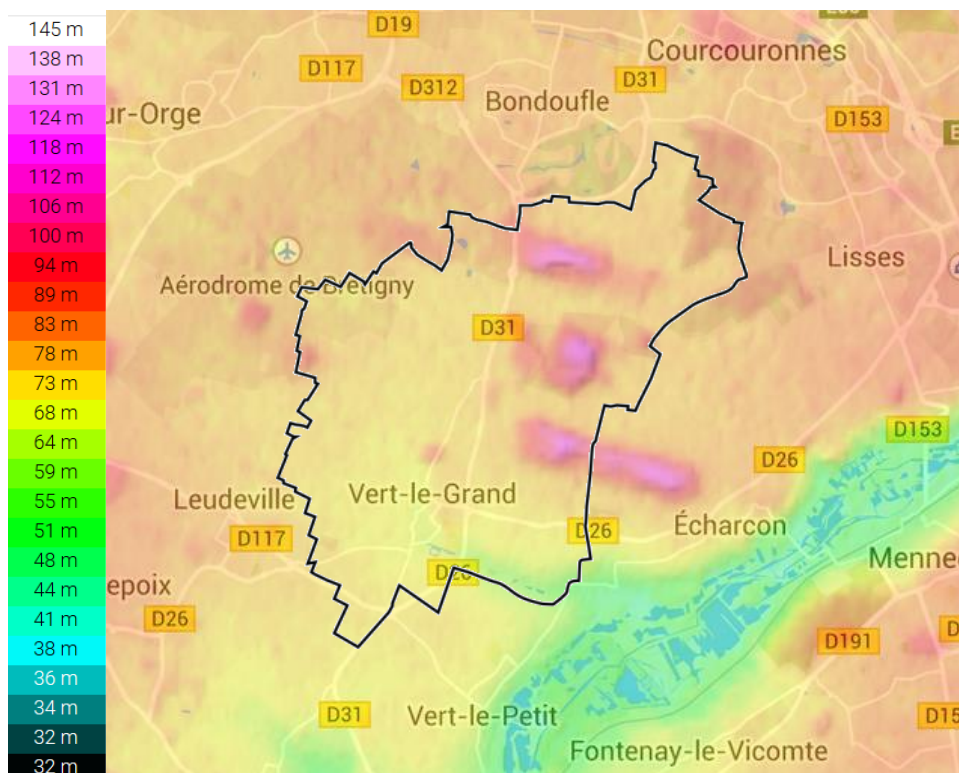 145 m
138 m
131 m
124 m
118 m
112 m
106 m
100 m
94 m
89 m
83 m
78 m
73 m
68 m
64 m
59 m
55 m
51 m
48 m
44 m
41 m
38 m
36 m
34 m
32 m
32 m
D19
Courcouronnes
D117
D31
D312
Bondoufle
ur-Orge
D153
E
Lisses
Aérodrome de Brétigny
D31
D153
D26
Leudeville
Vert-le-Grand
Écharcon
D26
D117
Menne
D26
epoix
D26
D191
D
D31
Vert-le-Petit
D15
Fontenay-le-Vicomte